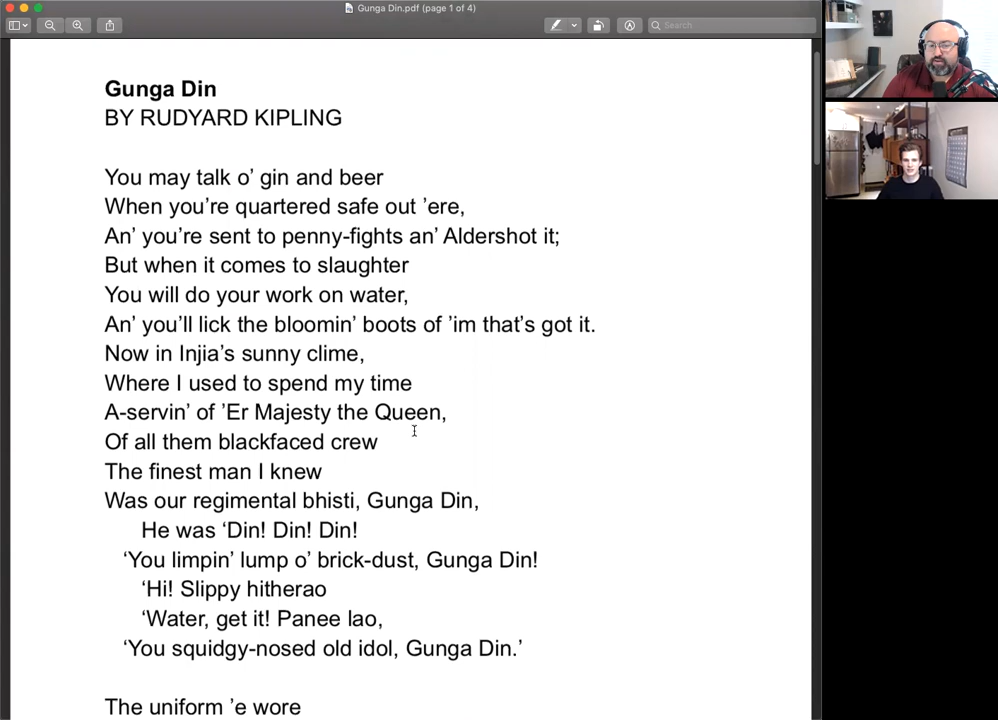 Gunga Din.pdf (page 1 of 4)
Search
Gunga Din
BY RUDYARD KIPLING
You may talk o’ gin and beer
When you’re quartered safe out ’ere,
An’ you’re sent to penny-fights an’ Aldershot it;
But when it comes to slaughter
You will do your work on water,
An’ you’ll lick the bloomin’ boots of ’im that’s got it.
Now in Injia’s sunny clime,
Where I used to spend my time
A-servin’ of ’Er Majesty the Queen,
Of all them blackfaced crew
The finest man I knew
Was our regimental bhisti, Gunga Din,
He was ‘Din! Din! Din!
‘You limpin’ lump o’ brick-dust, Gunga Din!
‘Hi! Slippy hitherao
‘Water, get it! Panee lao,
‘You squidgy-nosed old idol, Gunga Din.’
The uniform ’e wore